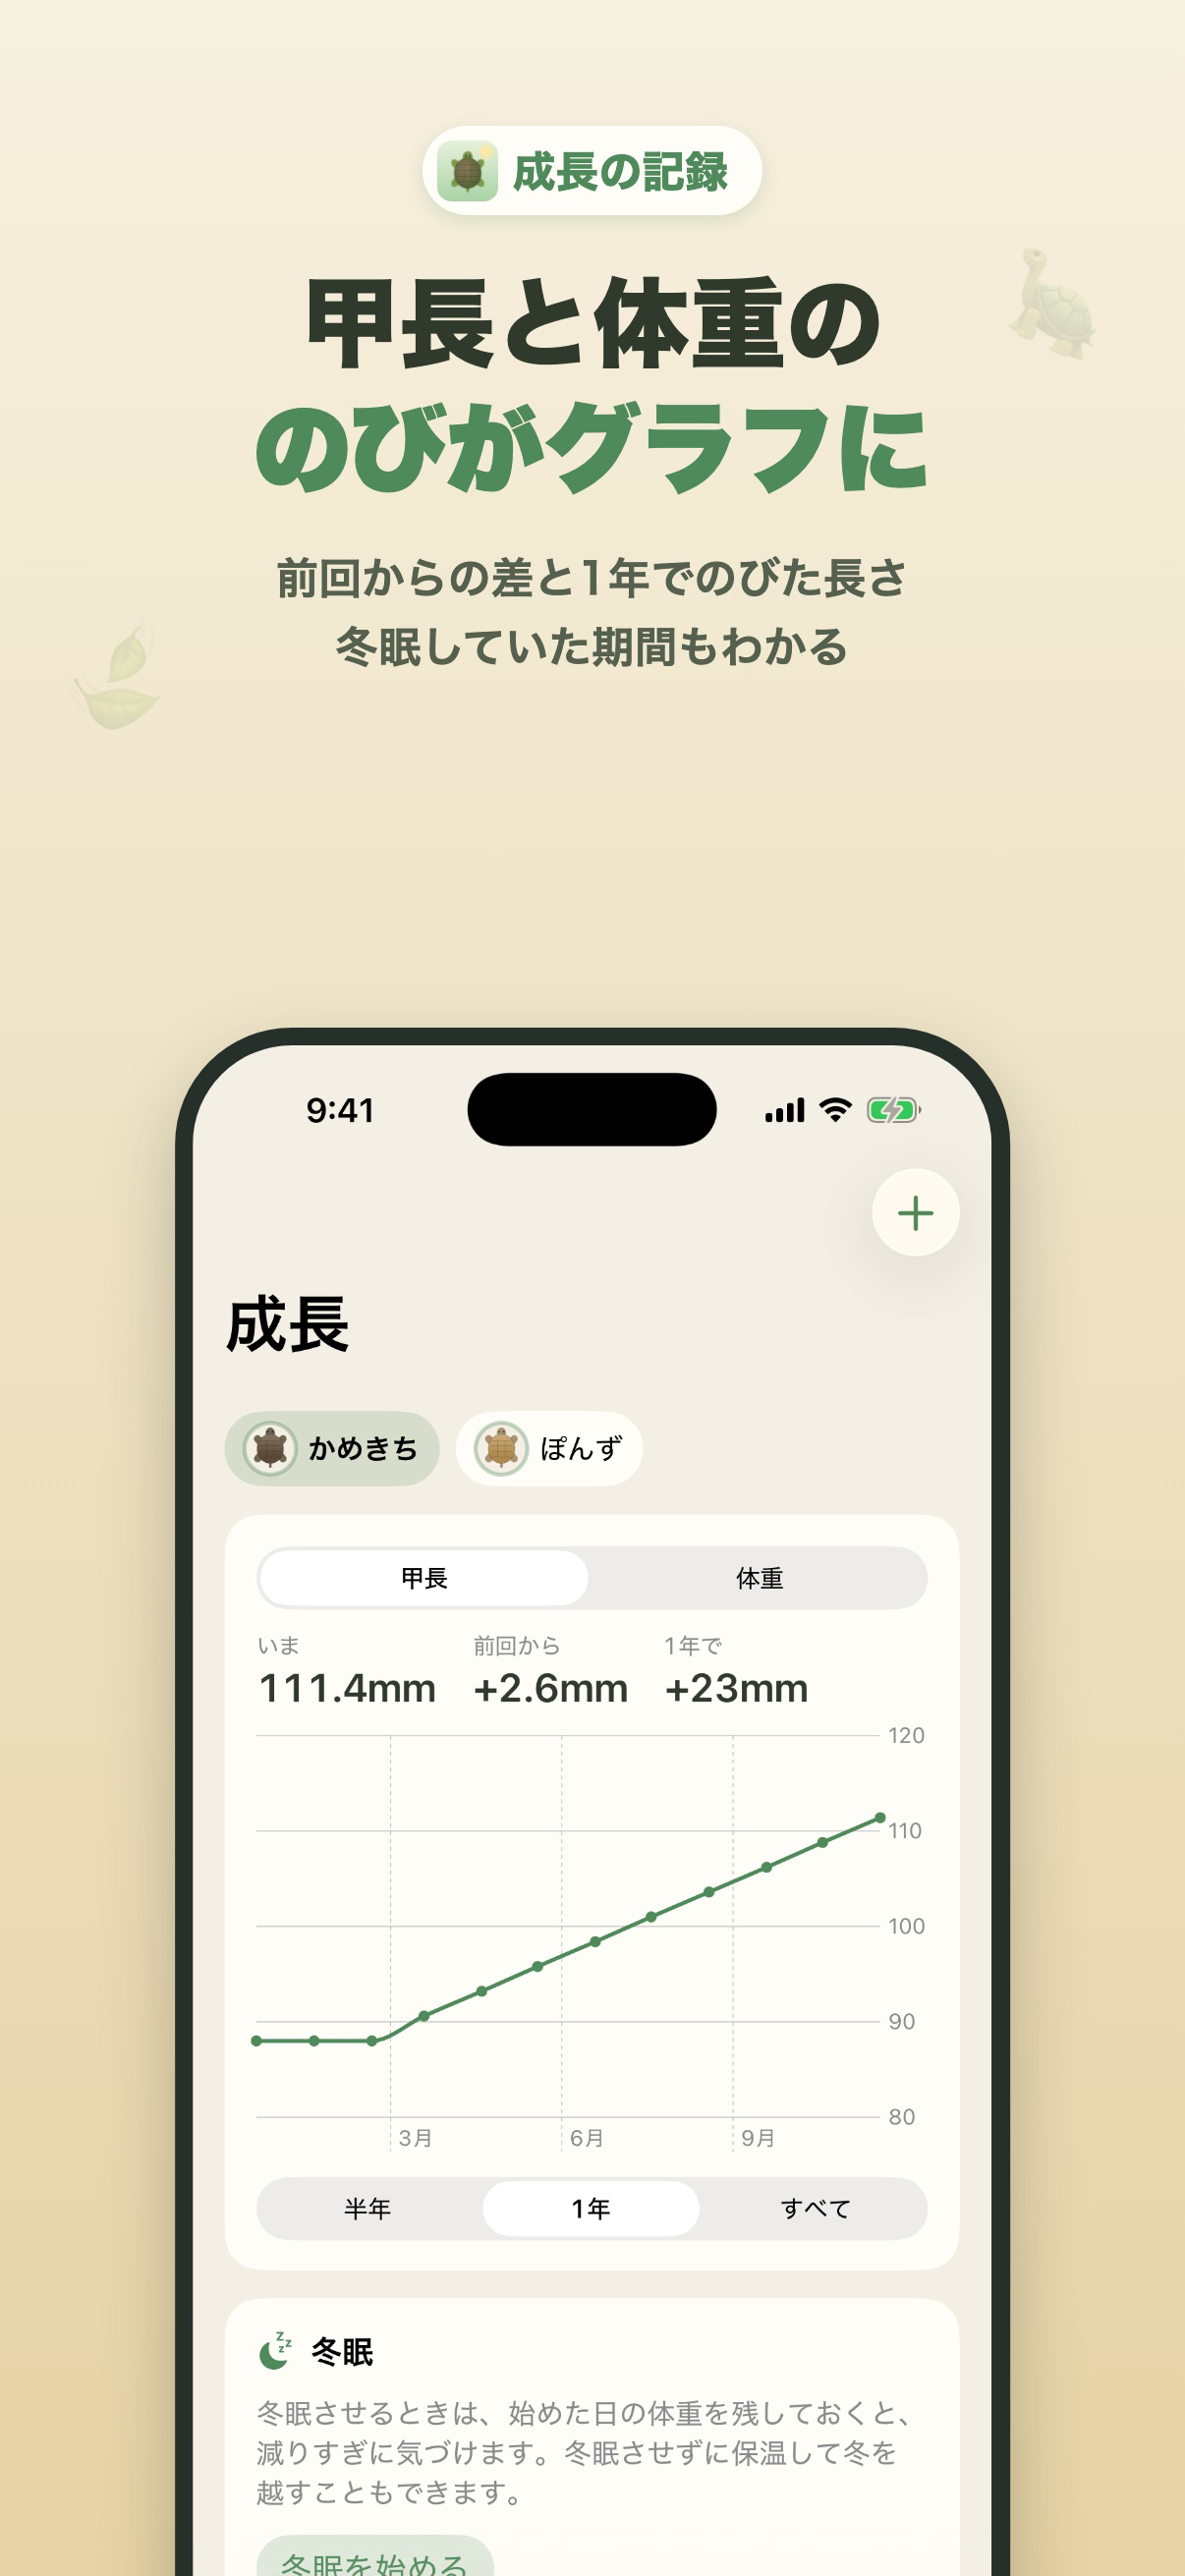 成長の記録
甲長と体重の
のびがグラフに
前回からの差と1年でのびた長さ
冬眠していた期間もわかる
9:41
成長
かめきち ぽんず
甲長 体重
いま 前回から 1年で
111.4mm +2.6mm +23mm
120
110
100
90
80
3月 6月 9月
半年 1年 すべて
冬眠
冬眠させるときは、始めた日の体重を残しておくと、
減りすぎに気づけます。冬眠させずに保温して冬を
越すこともできます。
冬眠を始める